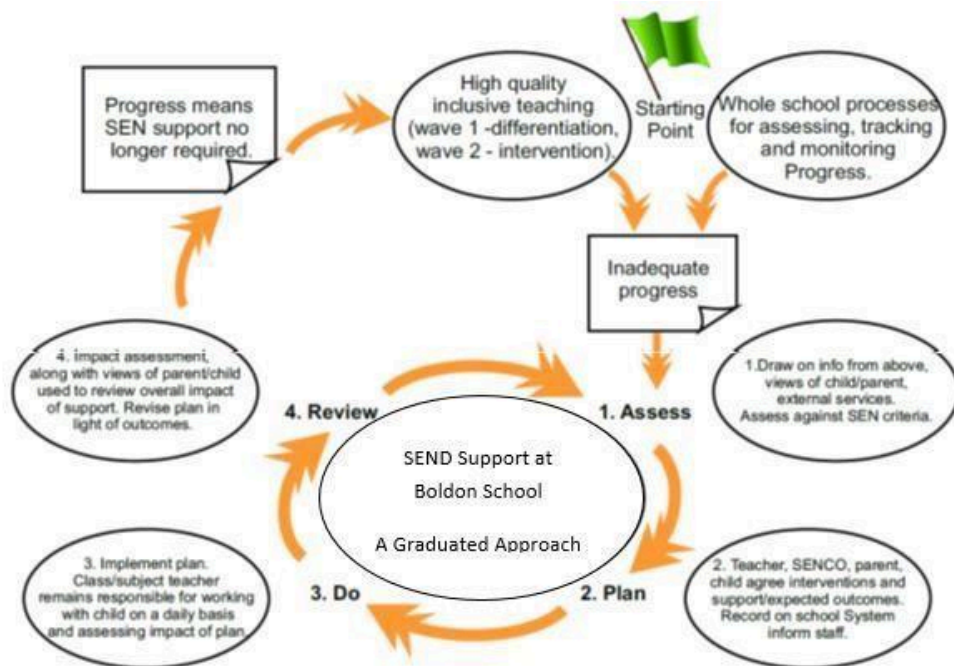 Starting
Point
High quality
inclusive teaching
(wave 1 -differentiation,
wave 2 - intervention).
Whole school processes
for assessing, tracking
and monitoring
Progress.
Progress means
SEN support no
longer required.
Inadequate
progress
1. Assess
1.Draw on info from above,
views of child/parent,
external services.
Assess against SEN criteria.
2. Plan
2. Teacher, SENCO, parent,
child agree interventions and
support/expected outcomes.
Record on school System
inform staff.
3. Do
3. Implement plan.
Class/subject teacher
remains responsible for working
with child on a daily basis
and assessing impact of plan.
4. Review
4. Impact assessment,
along with views of parent/child
used to review overall impact
of support. Revise plan in
light of outcomes.
SEND Support at
Boldon School
A Graduated Approach